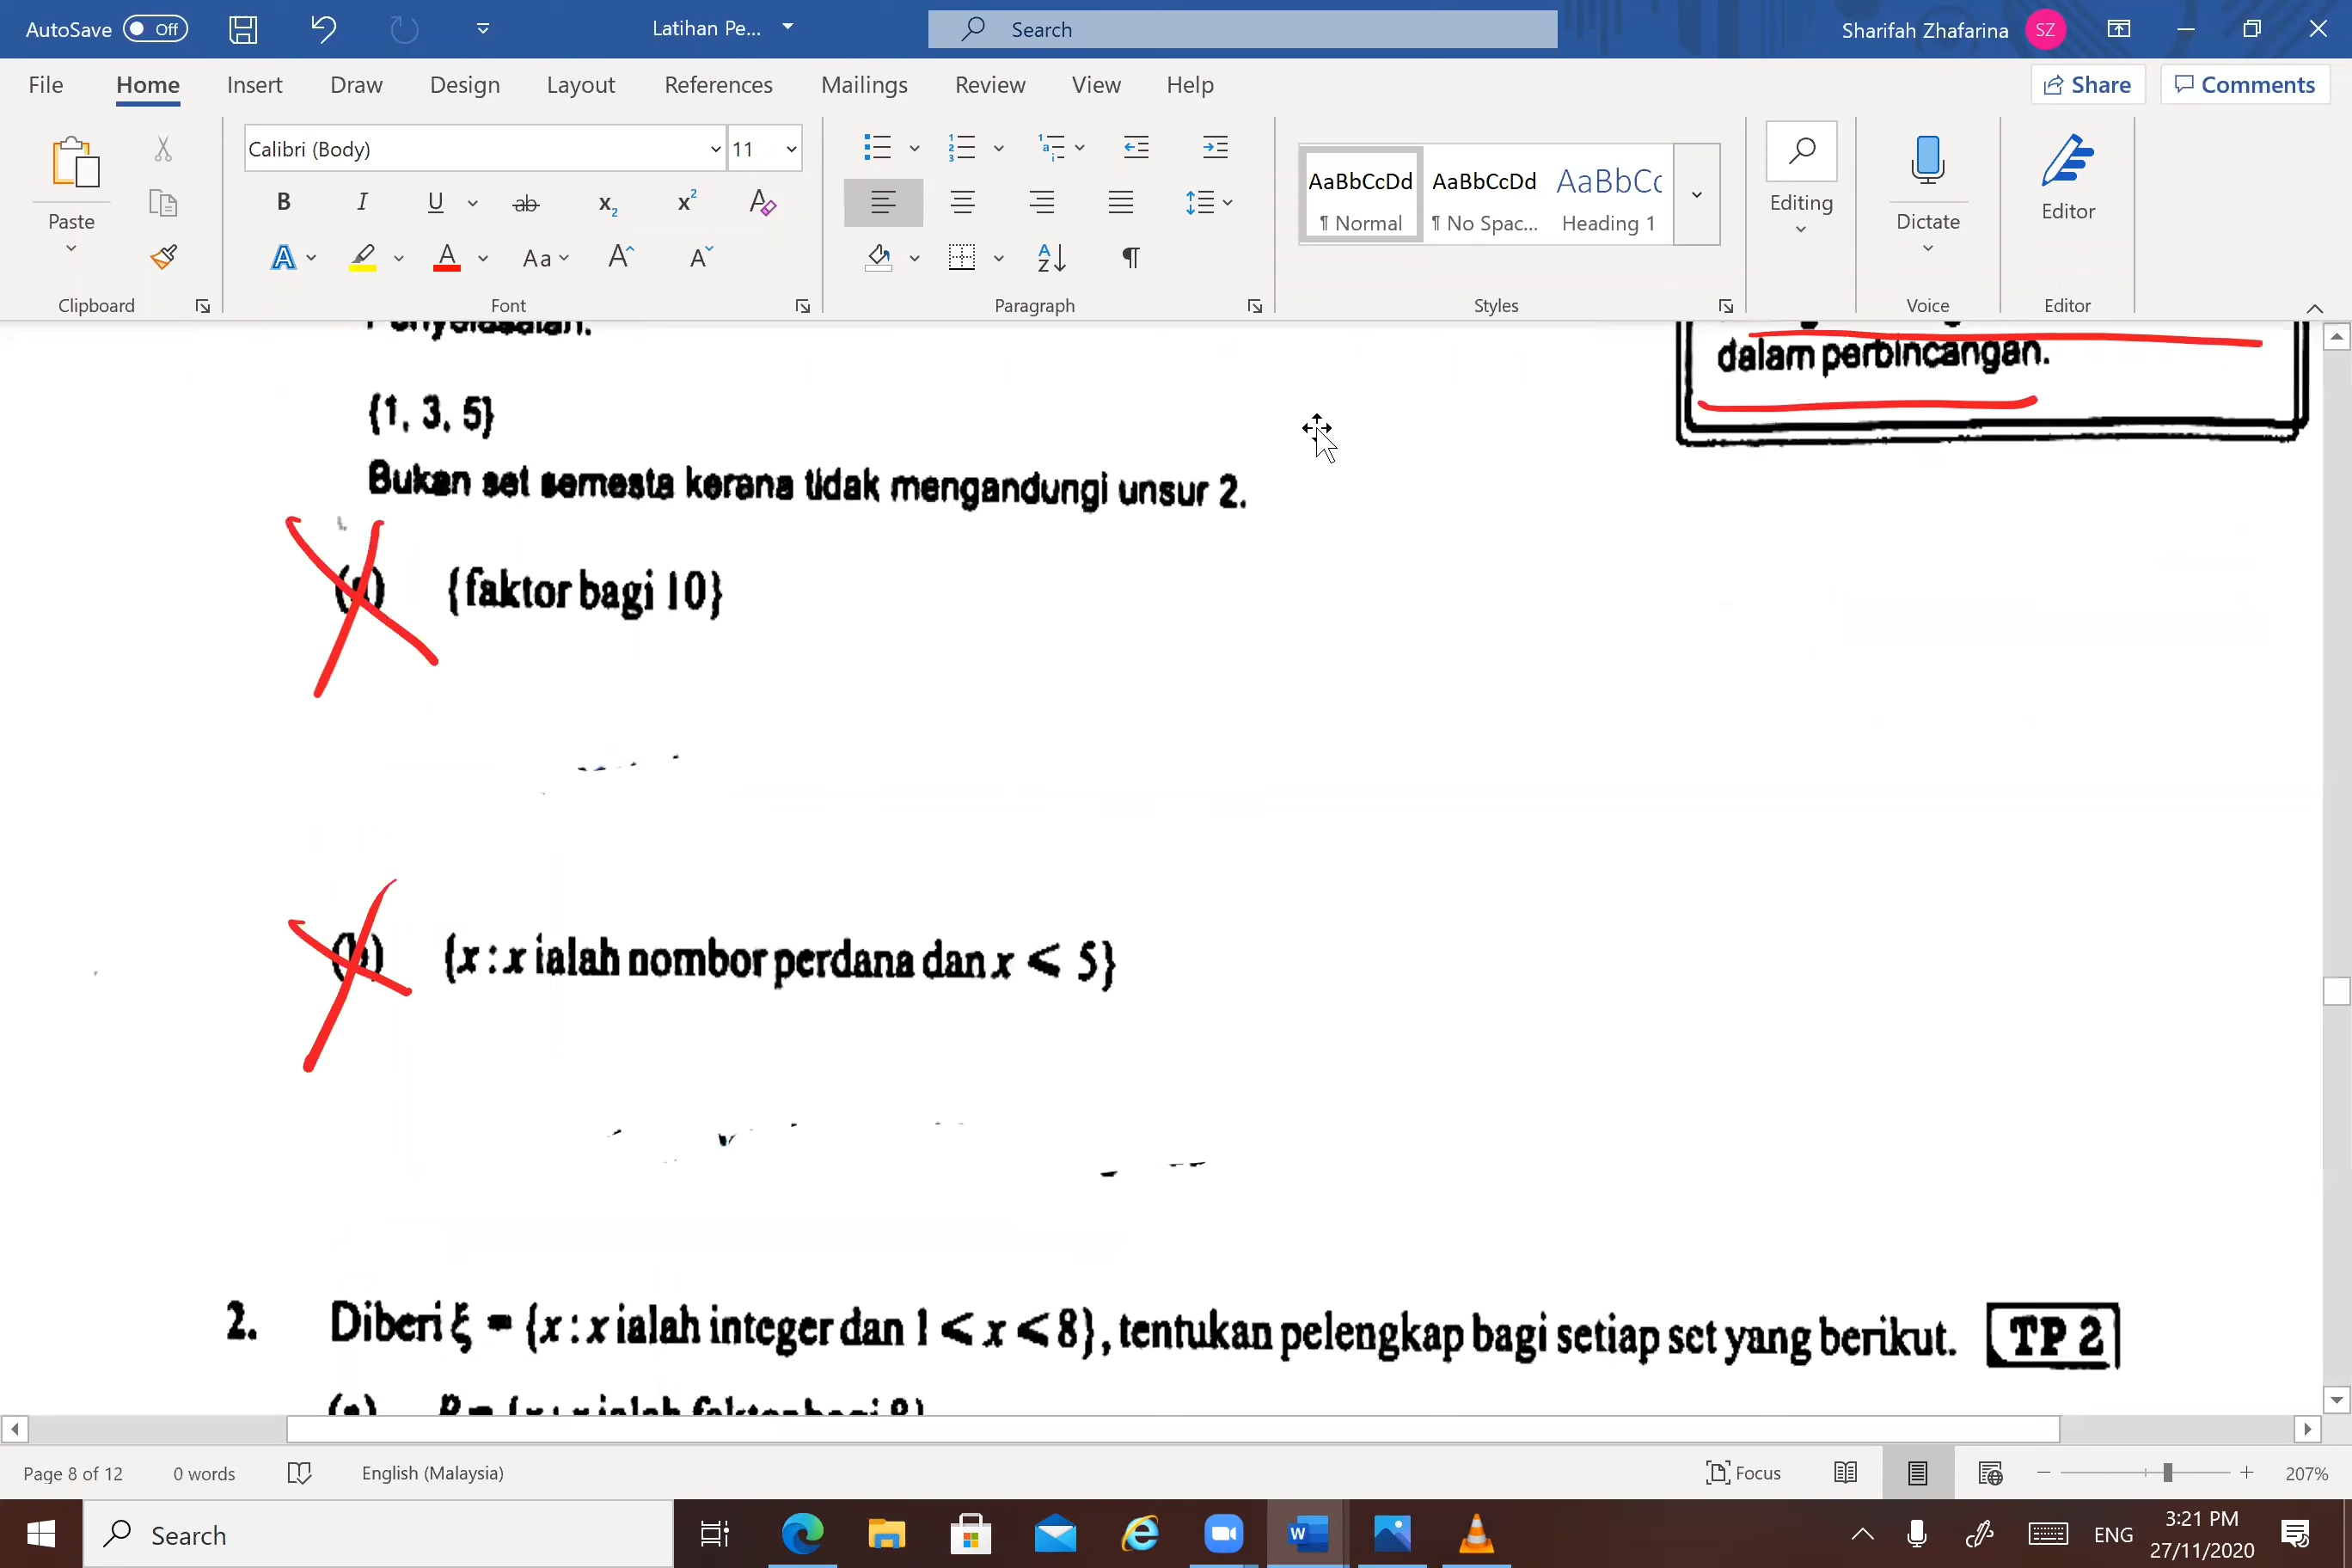 AutoSave Off Latihan Pe... Search Sharifah Zhafarina SZ
File Home Insert Draw Design Layout References Mailings Review View Help Share Comments
Calibri (Body) 11
AaBbCcDd AaBbCcDd AaBbCc
Paste ¶ Normal ¶ No Spac... Heading 1 Editing Dictate Editor
Clipboard Font Paragraph Styles Voice Editor
dalam perbincangan.
{1, 3, 5}
Bukan set semesta kerana tidak mengandungi unsur 2.
(a) {faktor bagi 10}
(b) {x : x ialah nombor perdana dan x ⩽ 5}
2. Diberi ξ = {x : x ialah integer dan 1 ⩽ x ⩽ 8}, tentukan pelengkap bagi setiap set yang berikut. TP 2
Page 8 of 12 0 words English (Malaysia) Focus 207%
Search ENG 3:21 PM
27/11/2020